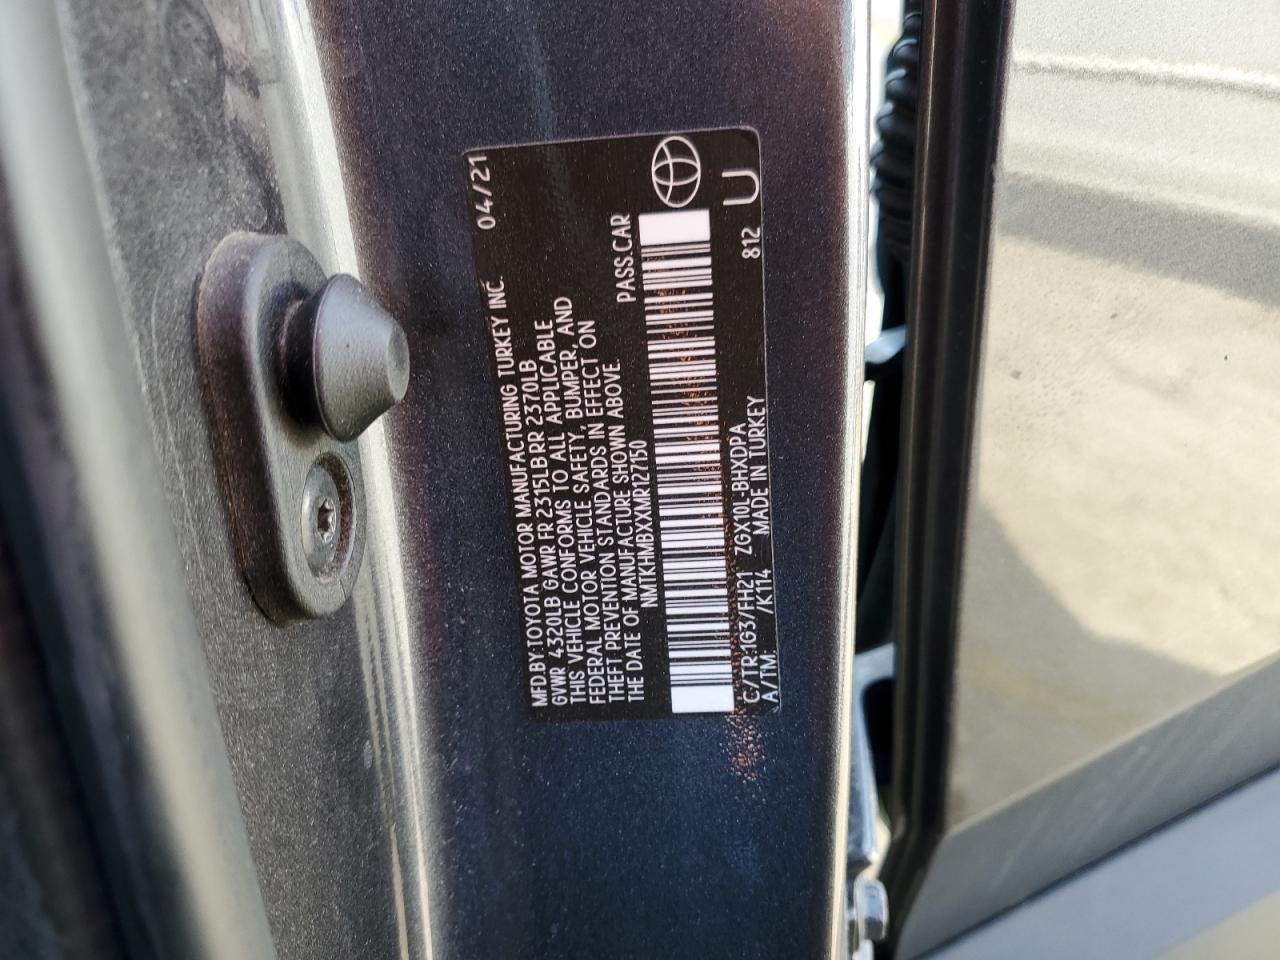 MFD.BY:TOYOTA MOTOR MANUFACTURING TURKEY INC. 04/21
GVWR 4320LB GAWR FR 2315LB RR 2370LB
THIS VEHICLE CONFORMS TO ALL APPLICABLE
FEDERAL MOTOR VEHICLE SAFETY, BUMPER, AND
THEFT PREVENTION STANDARDS IN EFFECT ON
THE DATE OF MANUFACTURE SHOWN ABOVE.
NMTKHMBXXMR127150 PASS.CAR
C/TR:1G3/FH21 ZGX10L-BHXDPA 812
A/TM: /K114 MADE IN TURKEY U